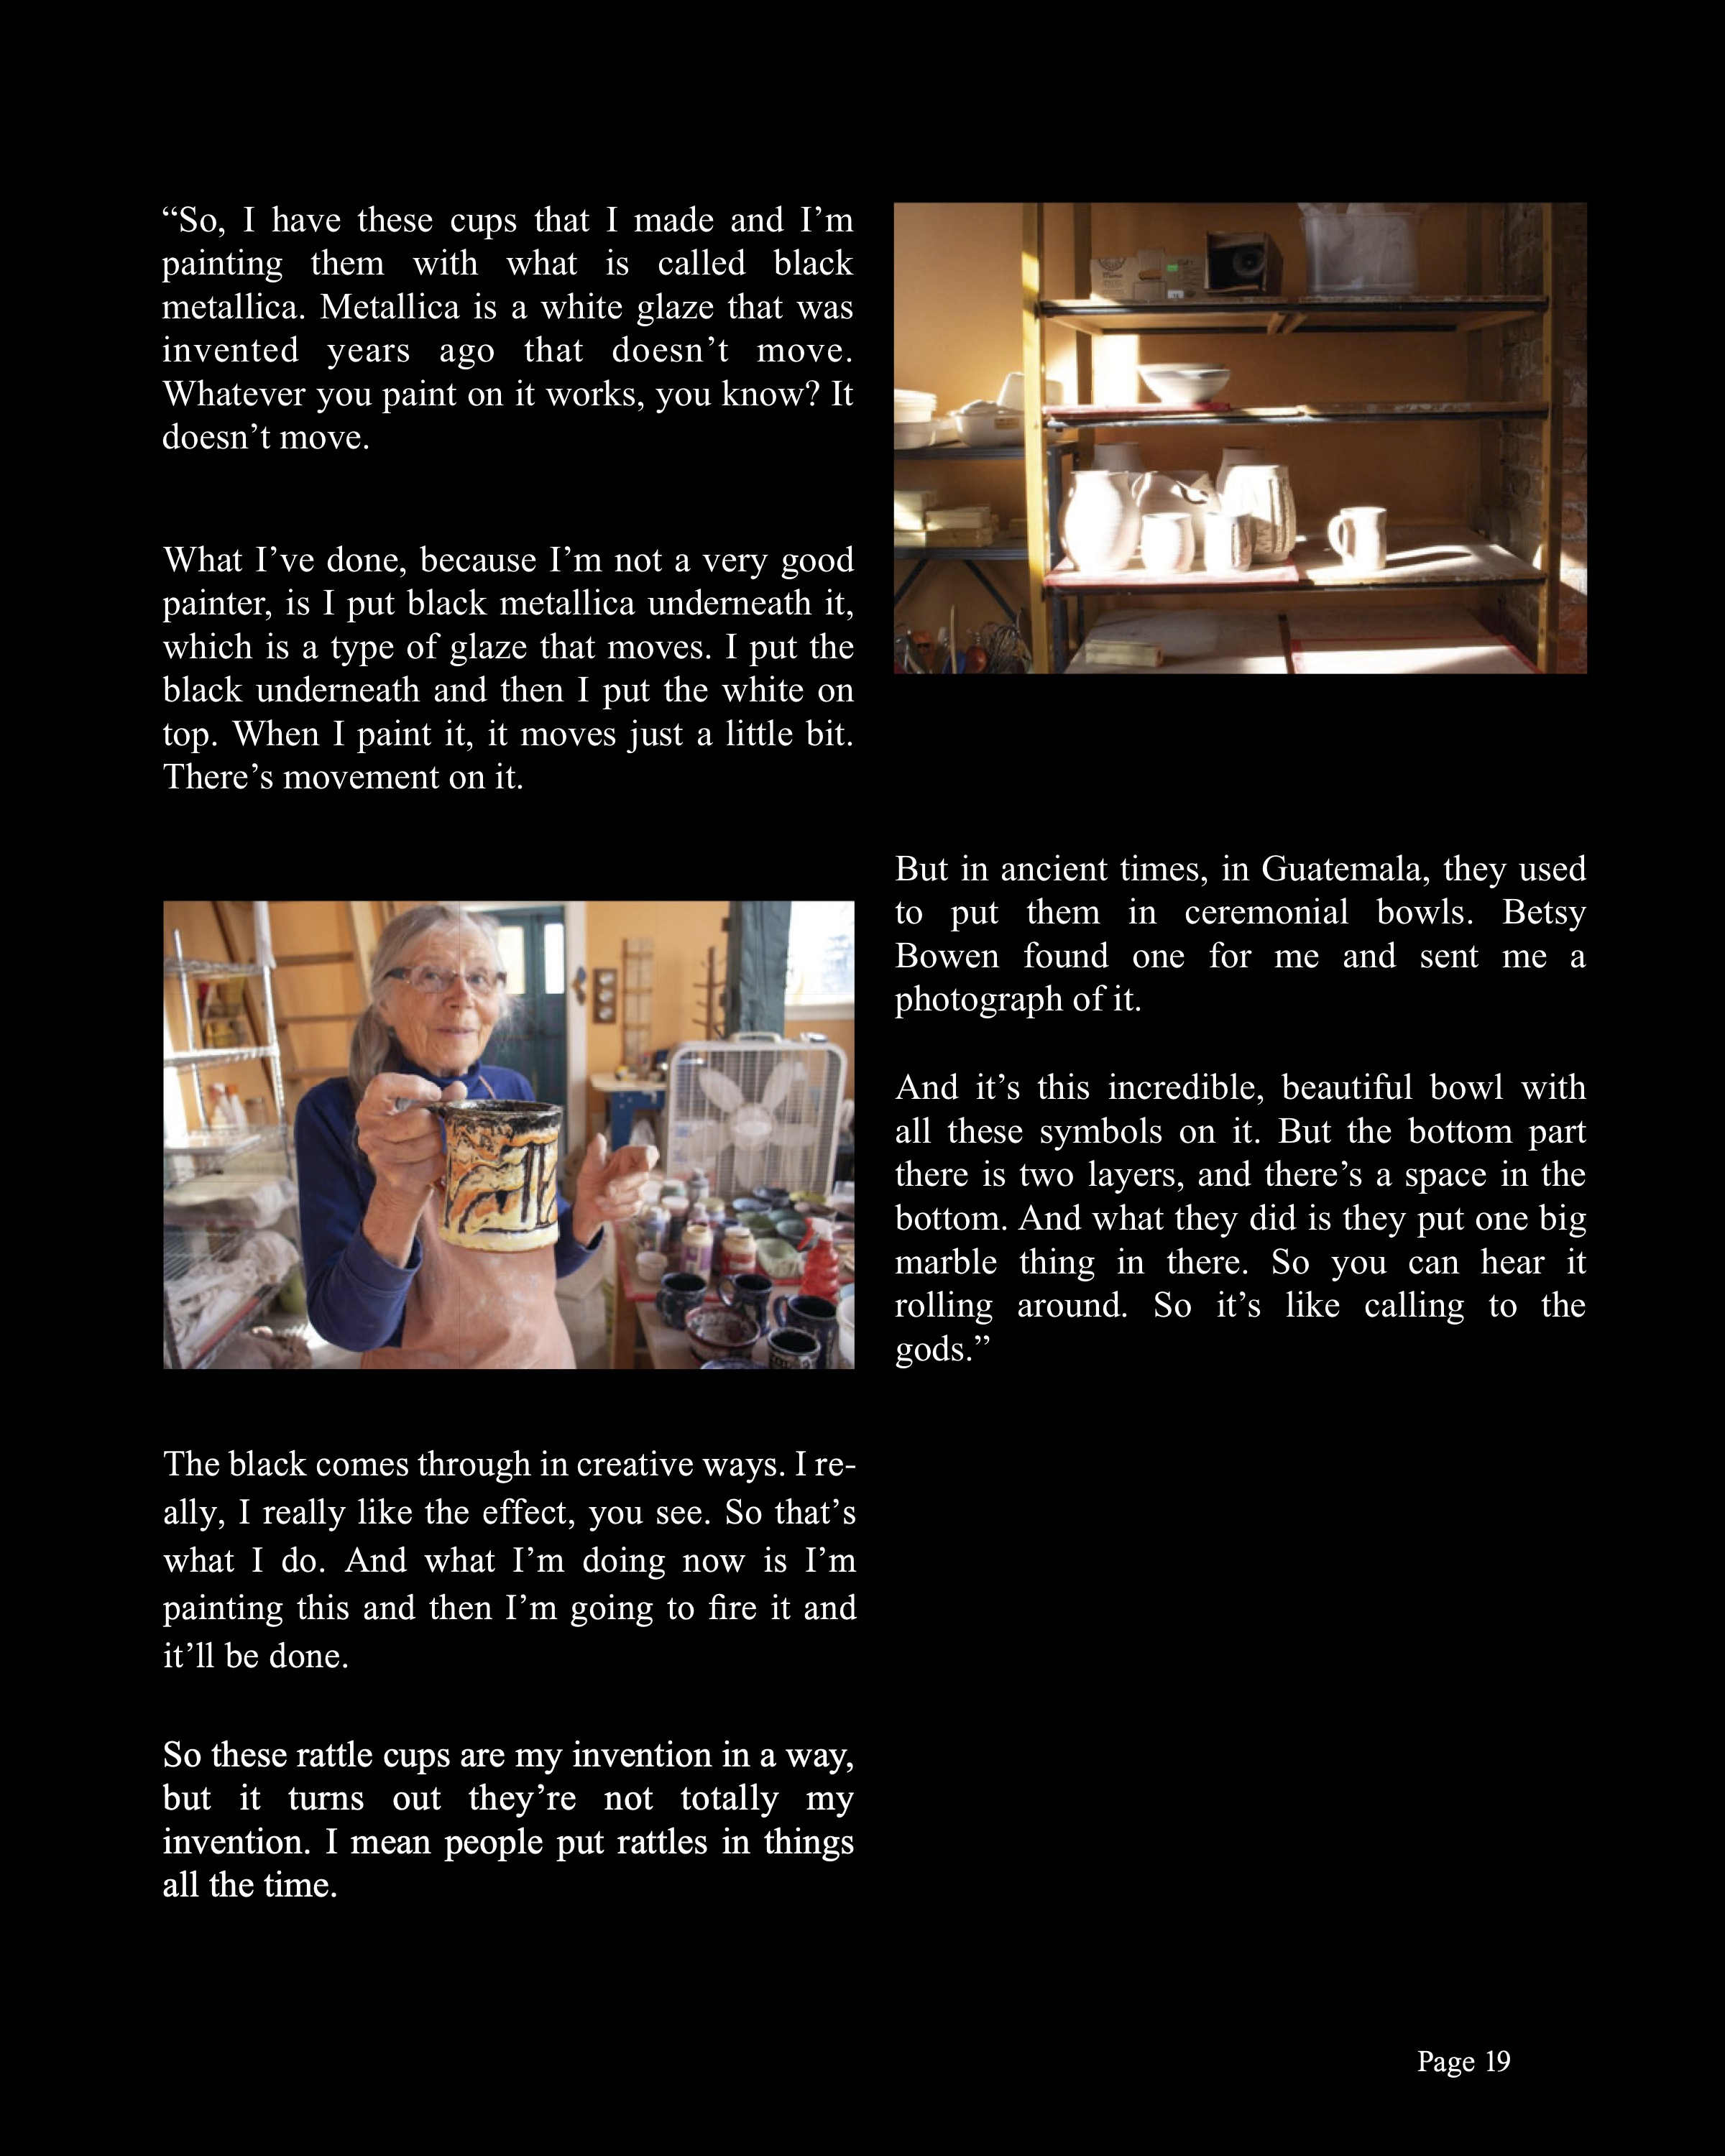 “So, I have these cups that I made and I’m
painting them with what is called black
metallica. Metallica is a white glaze that was
invented years ago that doesn’t move.
Whatever you paint on it works, you know? It
doesn’t move.
What I’ve done, because I’m not a very good
painter, is I put black metallica underneath it,
which is a type of glaze that moves. I put the
black underneath and then I put the white on
top. When I paint it, it moves just a little bit.
There’s movement on it.
The black comes through in creative ways. I re-
ally, I really like the effect, you see. So that’s
what I do. And what I’m doing now is I’m
painting this and then I’m going to fire it and
it’ll be done.
So these rattle cups are my invention in a way,
but it turns out they’re not totally my
invention. I mean people put rattles in things
all the time.
But in ancient times, in Guatemala, they used
to put them in ceremonial bowls. Betsy
Bowen found one for me and sent me a
photograph of it.
And it’s this incredible, beautiful bowl with
all these symbols on it. But the bottom part
there is two layers, and there’s a space in the
bottom. And what they did is they put one big
marble thing in there. So you can hear it
rolling around. So it’s like calling to the
gods.”
Page 19